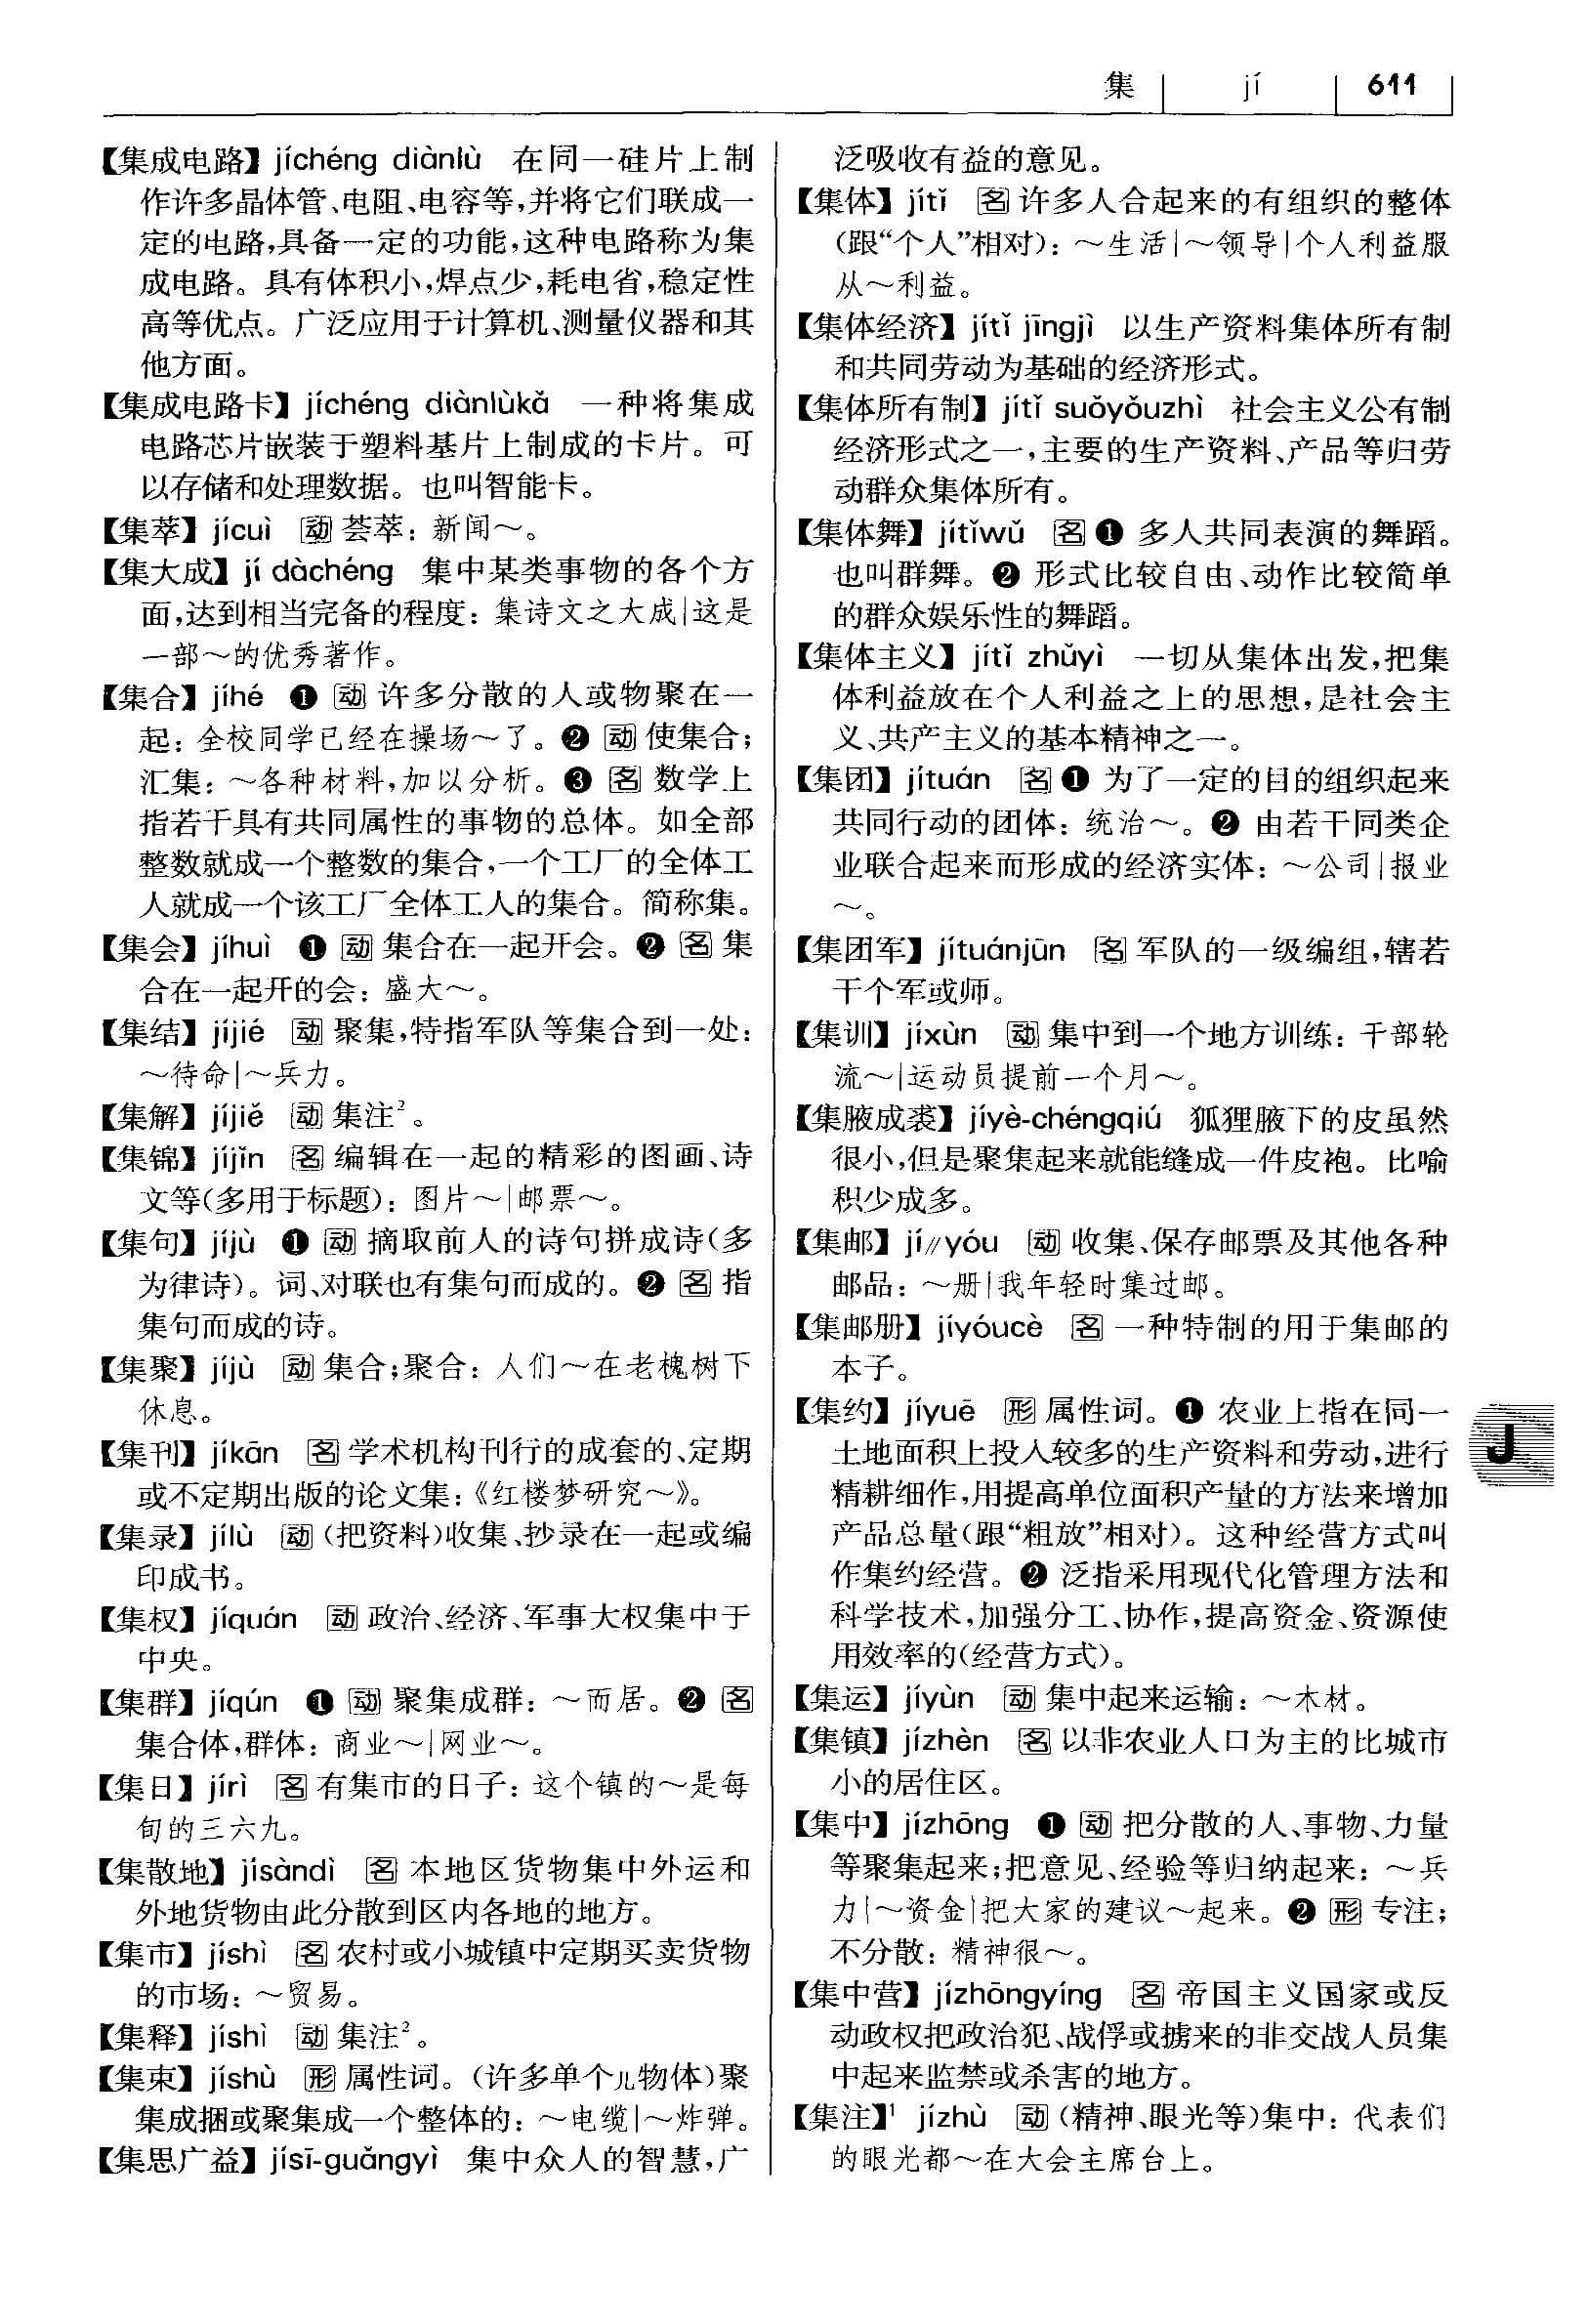 集 jí 611
【集成电路】jíchéng diànlù 在同一硅片上制
作许多晶体管、电阻、电容等,并将它们联成一
定的电路,具备一定的功能,这种电路称为集
成电路。具有体积小,焊点少,耗电省,稳定性
高等优点。广泛应用于计算机、测量仪器和其
他方面。
【集成电路卡】jíchéng diànlùkǎ 一种将集成
电路芯片嵌装于塑料基片上制成的卡片。可
以存储和处理数据。也叫智能卡。
【集萃】jícuì 动 荟萃:新闻~。
【集大成】jí dàchéng 集中某类事物的各个方
面,达到相当完备的程度:集诗文之大成|这是
一部~的优秀著作。
【集合】jíhé ❶ 动 许多分散的人或物聚在一
起:全校同学已经在操场~了。❷ 动 使集合;
汇集:~各种材料,加以分析。❸ 名 数学上
指若干具有共同属性的事物的总体。如全部
整数就成一个整数的集合,一个工厂的全体工
人就成一个该工厂全体工人的集合。简称集。
【集会】jíhuì ❶ 动 集合在一起开会。❷ 名 集
合在一起开的会:盛大~。
【集结】jíjié 动 聚集,特指军队等集合到一处:
~待命|~兵力。
【集解】jíjiě 动 集注²。
【集锦】jíjǐn 名 编辑在一起的精彩的图画、诗
文等(多用于标题):图片~|邮票~。
【集句】jíjù ❶ 动 摘取前人的诗句拼成诗(多
为律诗)。词、对联也有集句而成的。❷ 名 指
集句而成的诗。
【集聚】jíjù 动 集合;聚合:人们~在老槐树下
休息。
【集刊】jíkān 名 学术机构刊行的成套的、定期
或不定期出版的论文集:《红楼梦研究~》。
【集录】jílù 动 (把资料)收集、抄录在一起或编
印成书。
【集权】jíquán 动 政治、经济、军事大权集中于
中央。
【集群】jíqún ❶ 动 聚集成群:~而居。❷ 名
集合体,群体:商业~|网业~。
【集日】jírì 名 有集市的日子:这个镇的~是每
旬的三六九。
【集散地】jísàndì 名 本地区货物集中外运和
外地货物由此分散到区内各地的地方。
【集市】jíshì 名 农村或小城镇中定期买卖货物
的市场:~贸易。
【集释】jíshì 动 集注²。
【集束】jíshù 形 属性词。(许多单个儿物体)聚
集成捆或聚集成一个整体的:~电缆|~炸弹。
【集思广益】jísī-guǎngyì 集中众人的智慧,广
泛吸收有益的意见。
【集体】jítǐ 名 许多人合起来的有组织的整体
(跟“个人”相对):~生活|~领导|个人利益服
从~利益。
【集体经济】jítǐ jīngjì 以生产资料集体所有制
和共同劳动为基础的经济形式。
【集体所有制】jítǐ suǒyǒuzhì 社会主义公有制
经济形式之一,主要的生产资料、产品等归劳
动群众集体所有。
【集体舞】jítǐwǔ 名 ❶ 多人共同表演的舞蹈。
也叫群舞。❷ 形式比较自由、动作比较简单
的群众娱乐性的舞蹈。
【集体主义】jítǐ zhǔyì 一切从集体出发,把集
体利益放在个人利益之上的思想,是社会主
义、共产主义的基本精神之一。
【集团】jítuán 名 ❶ 为了一定的目的组织起来
共同行动的团体:统治~。❷ 由若干同类企
业联合起来而形成的经济实体:~公司|报业
~。
【集团军】jítuánjūn 名 军队的一级编组,辖若
干个军或师。
【集训】jíxùn 动 集中到一个地方训练:干部轮
流~|运动员提前一个月~。
【集腋成裘】jíyè-chéngqiú 狐狸腋下的皮虽然
很小,但是聚集起来就能缝成一件皮袍。比喻
积少成多。
【集邮】jí//yóu 动 收集、保存邮票及其他各种
邮品:~册|我年轻时集过邮。
【集邮册】jíyóucè 名 一种特制的用于集邮的
本子。
【集约】jíyuē 形 属性词。❶ 农业上指在同一
土地面积上投入较多的生产资料和劳动,进行
精耕细作,用提高单位面积产量的方法来增加
产品总量(跟“粗放”相对)。这种经营方式叫
作集约经营。❷ 泛指采用现代化管理方法和
科学技术,加强分工、协作,提高资金、资源使
用效率的(经营方式)。
【集运】jíyùn 动 集中起来运输:~木材。
【集镇】jízhèn 名 以非农业人口为主的比城市
小的居住区。
【集中】jízhōng ❶ 动 把分散的人、事物、力量
等聚集起来;把意见、经验等归纳起来:~兵
力|~资金|把大家的建议~起来。❷ 形 专注;
不分散:精神很~。
【集中营】jízhōngyíng 名 帝国主义国家或反
动政权把政治犯、战俘或掳来的非交战人员集
中起来监禁或杀害的地方。
【集注】¹ jízhù 动 (精神、眼光等)集中:代表们
的眼光都~在大会主席台上。
J